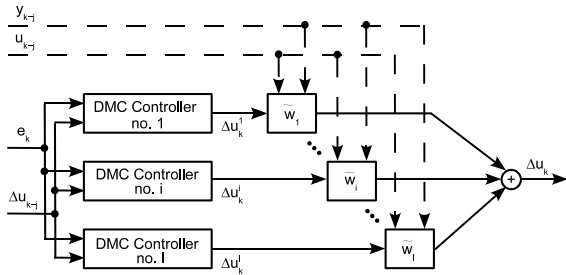 y_{k-j}
u_{k-j}
DMC Controller
no. 1
Δu_k^1
w̃_1
e_k
DMC Controller
no. i
Δu_k^i
w̃_i
Δu_k
+
Δu_{k-j}
DMC Controller
no. l
Δu_k^l
w̃_l